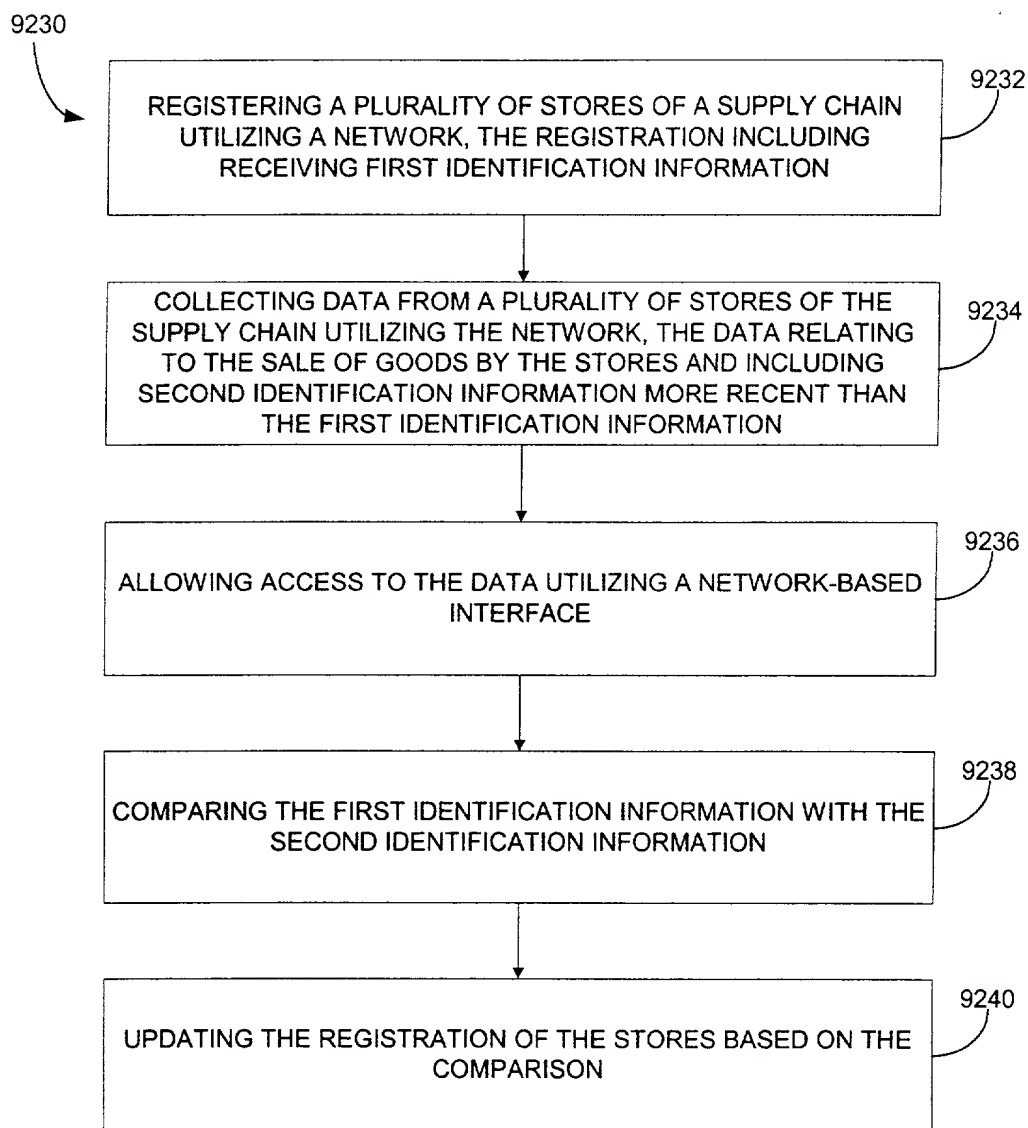 9230
9232
REGISTERING A PLURALITY OF STORES OF A SUPPLY CHAIN
UTILIZING A NETWORK, THE REGISTRATION INCLUDING
RECEIVING FIRST IDENTIFICATION INFORMATION
9234
COLLECTING DATA FROM A PLURALITY OF STORES OF THE
SUPPLY CHAIN UTILIZING THE NETWORK, THE DATA RELATING
TO THE SALE OF GOODS BY THE STORES AND INCLUDING
SECOND IDENTIFICATION INFORMATION MORE RECENT THAN
THE FIRST IDENTIFICATION INFORMATION
9236
ALLOWING ACCESS TO THE DATA UTILIZING A NETWORK-BASED
INTERFACE
9238
COMPARING THE FIRST IDENTIFICATION INFORMATION WITH THE
SECOND IDENTIFICATION INFORMATION
9240
UPDATING THE REGISTRATION OF THE STORES BASED ON THE
COMPARISON